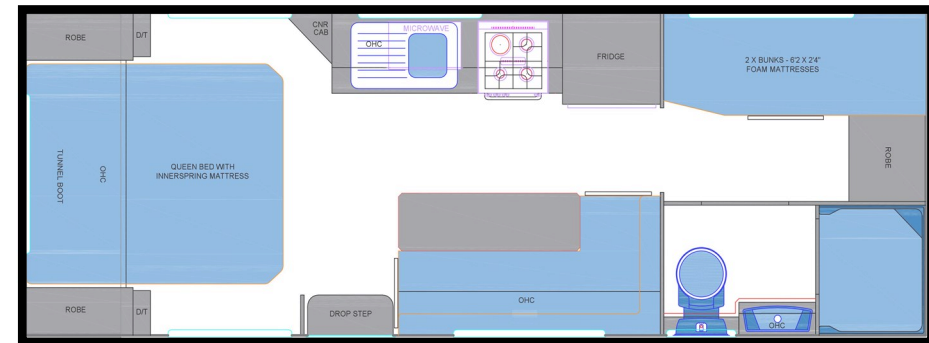 ROBE
D/T
CNR
CAB
MICROWAVE
OHC
FRIDGE
2 X BUNKS - 6'2 X 2'4"
FOAM MATTRESSES
TUNNEL BOOT
OHC
QUEEN BED WITH
INNERSPRING MATTRESS
ROBE
OHC
ROBE
D/T
DROP STEP
OHC